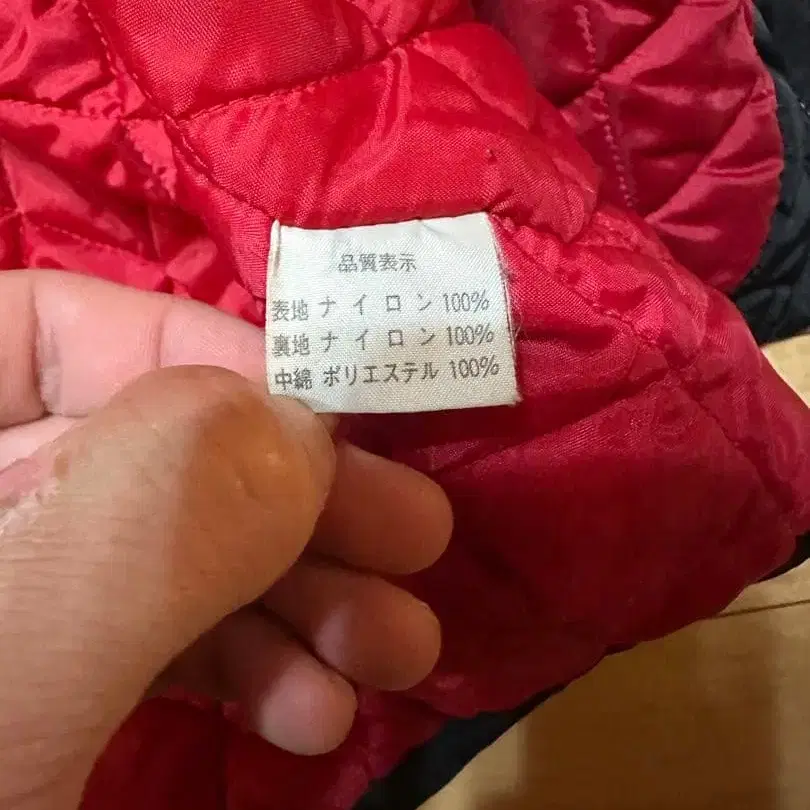 品質表示
表地 ナイロン 100%
裏地 ナイロン 100%
中綿 ポリエステル 100%